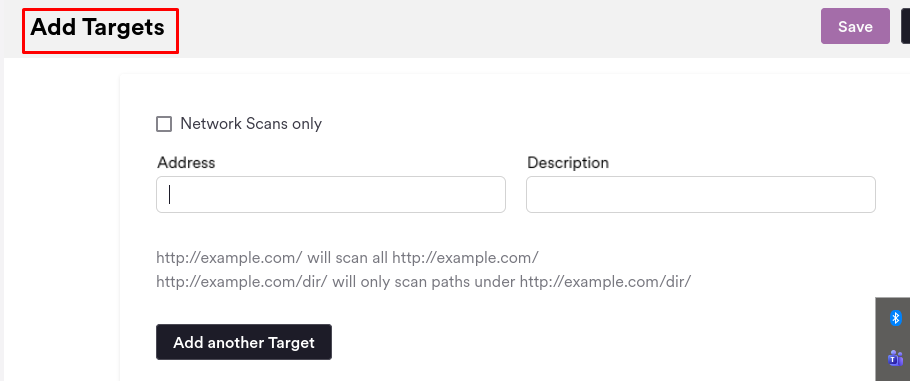 Add Targets
Save
Network Scans only
Address
Description
http://example.com/ will scan all http://example.com/
http://example.com/dir/ will only scan paths under http://example.com/dir/
Add another Target